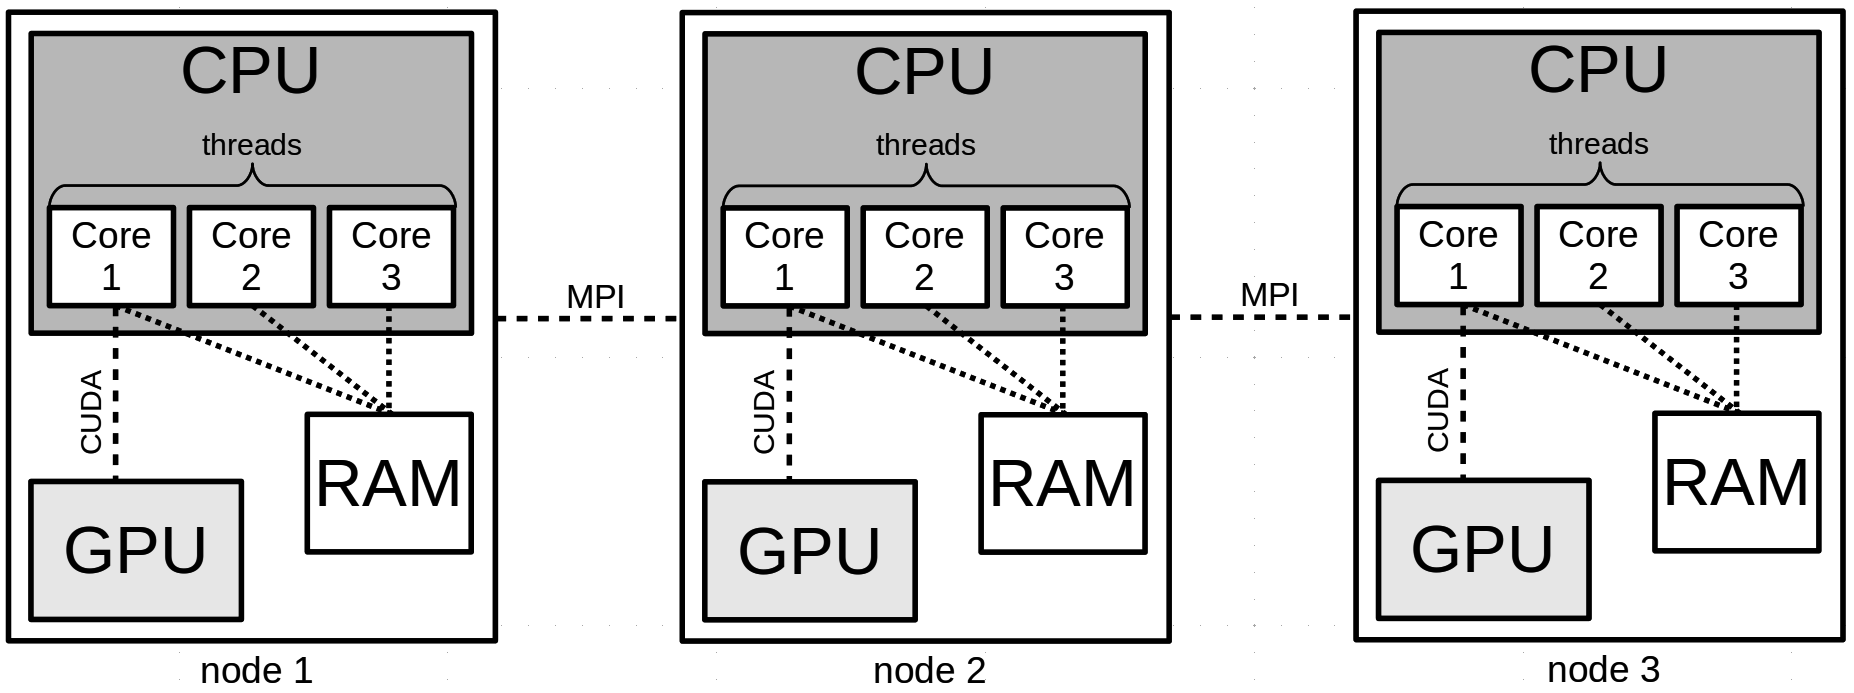 CPU
threads
Core
1
Core
2
Core
3
CUDA
GPU
RAM
node 1
MPI
CPU
threads
Core
1
Core
2
Core
3
CUDA
GPU
RAM
node 2
MPI
CPU
threads
Core
1
Core
2
Core
3
CUDA
GPU
RAM
node 3